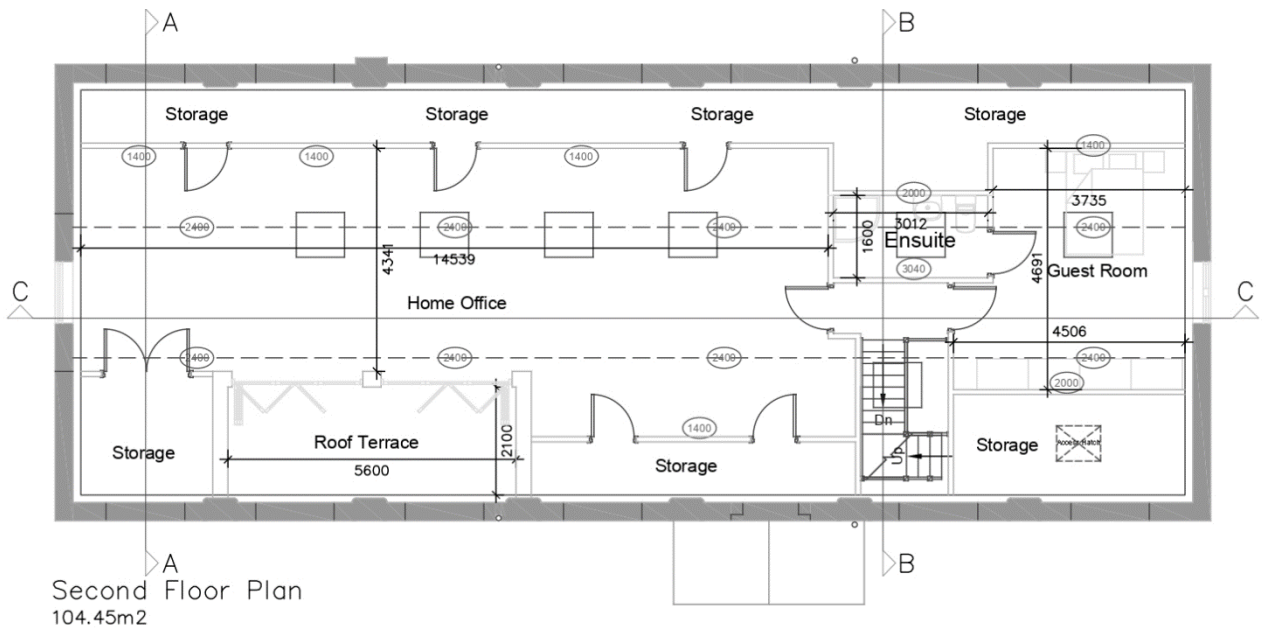 A
B
Storage
Storage
Storage
Storage
1400
1400
1400
1400
2000
3735
2400
2400
2400
2400
3012
1600
Ensuite
4341
14539
4691
Guest Room
3040
C
C
Home Office
4506
2400
2400
2400
2400
2000
Dn
Roof Terrace
2100
1400
Storage
Up
Storage
Access Hatch
Storage
5600
A
B
Second Floor Plan
104.45m2